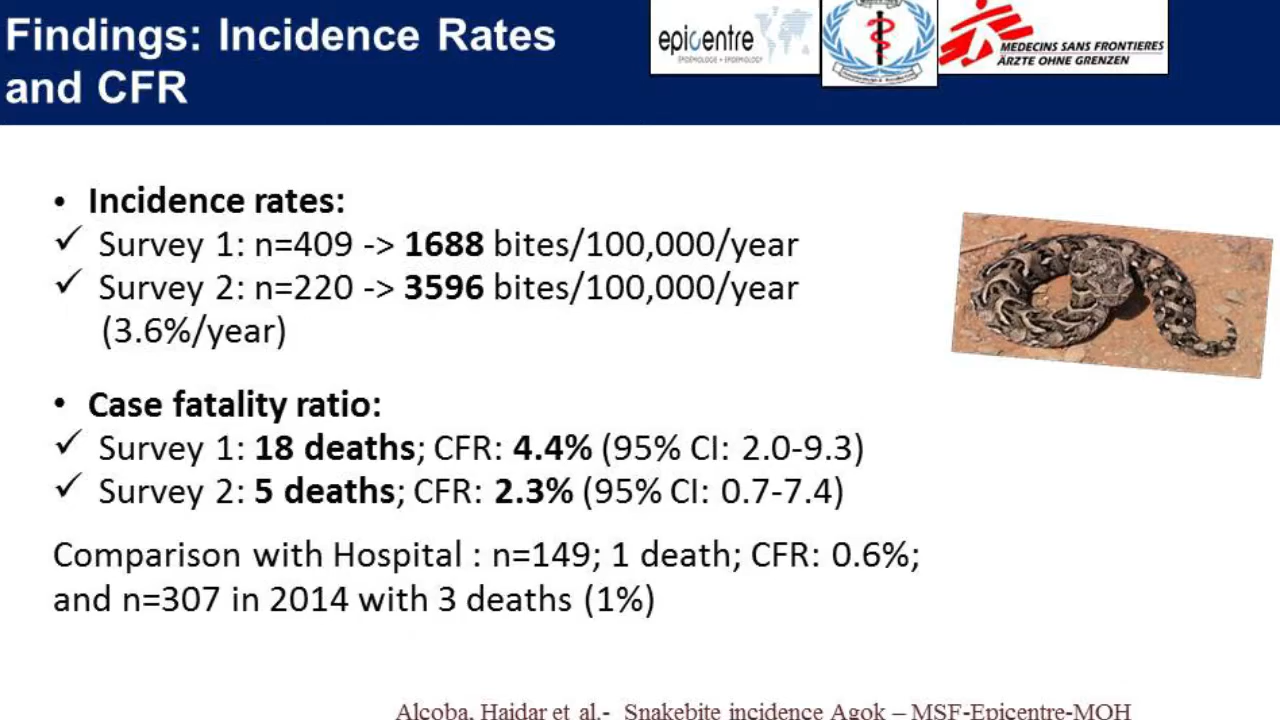 Findings: Incidence Rates
and CFR
epicentre
EPIDEMIOLOGIE • EPIDEMIOLOGY
MEDECINS SANS FRONTIERES
ÄRZTE OHNE GRENZEN
• Incidence rates:
✓ Survey 1: n=409 -> 1688 bites/100,000/year
✓ Survey 2: n=220 -> 3596 bites/100,000/year
(3.6%/year)
• Case fatality ratio:
✓ Survey 1: 18 deaths; CFR: 4.4% (95% CI: 2.0-9.3)
✓ Survey 2: 5 deaths; CFR: 2.3% (95% CI: 0.7-7.4)
Comparison with Hospital : n=149; 1 death; CFR: 0.6%;
and n=307 in 2014 with 3 deaths (1%)
Alcoba, Haidar et al.- Snakebite incidence Agok – MSF-Epicentre-MOH